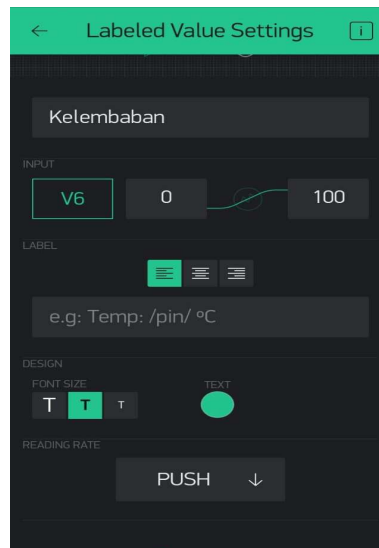 Labeled Value Settings i
Kelembaban
INPUT
V6 0 100
LABEL
e.g: Temp: /pin/ ºC
DESIGN
FONT SIZE TEXT
T T T
READING RATE
PUSH